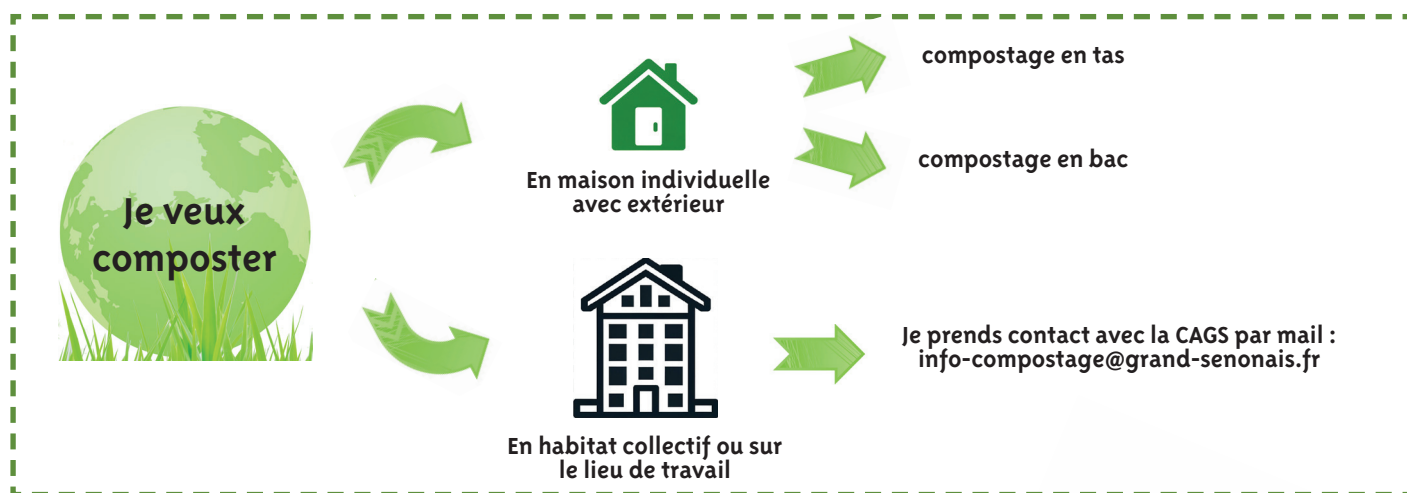 Je veux
composter
En maison individuelle
avec extérieur
compostage en tas
compostage en bac
En habitat collectif ou sur
le lieu de travail
Je prends contact avec la CAGS par mail :
info-compostage@grand-senonais.fr